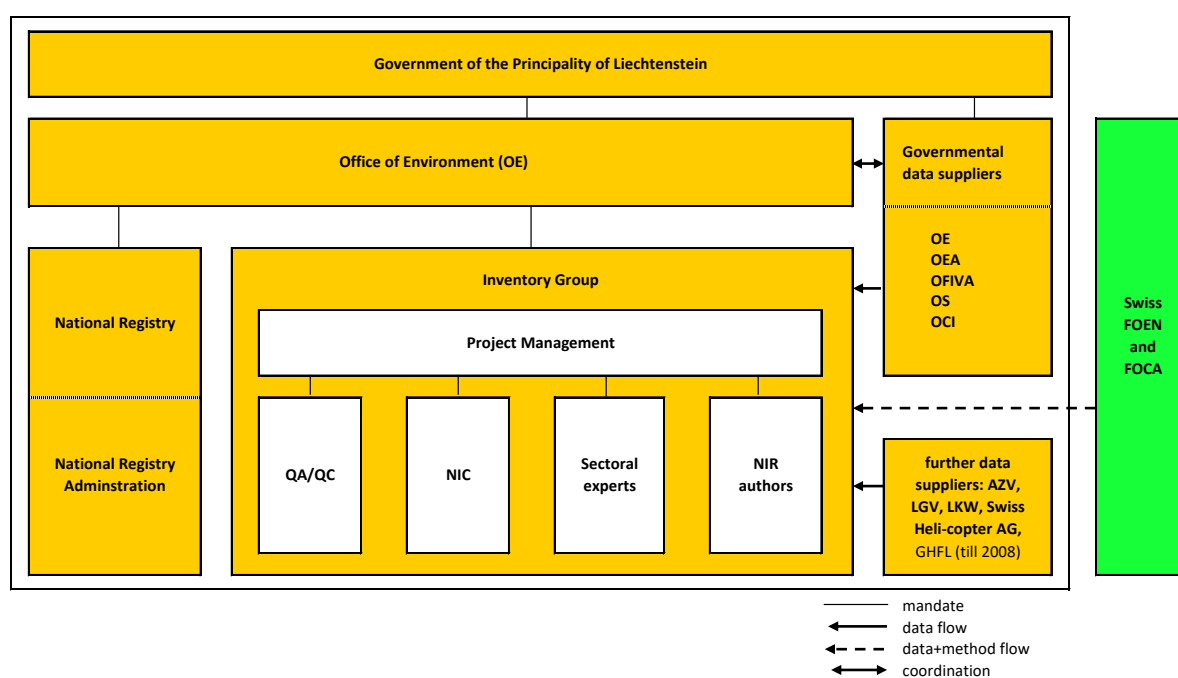 Government of the Principality of Liechtenstein
Office of Environment (OE)
Governmental
data suppliers
OE
OEA
OFIVA
OS
OCI
Swiss
FOEN
and
FOCA
National Registry
Inventory Group
Project Management
National Registry
Adminstration
QA/QC
NIC
Sectoral
experts
NIR
authors
further data
suppliers: AZV,
LGV, LKW, Swiss
Heli-copter AG,
GHFL (till 2008)
mandate
data flow
data+method flow
coordination